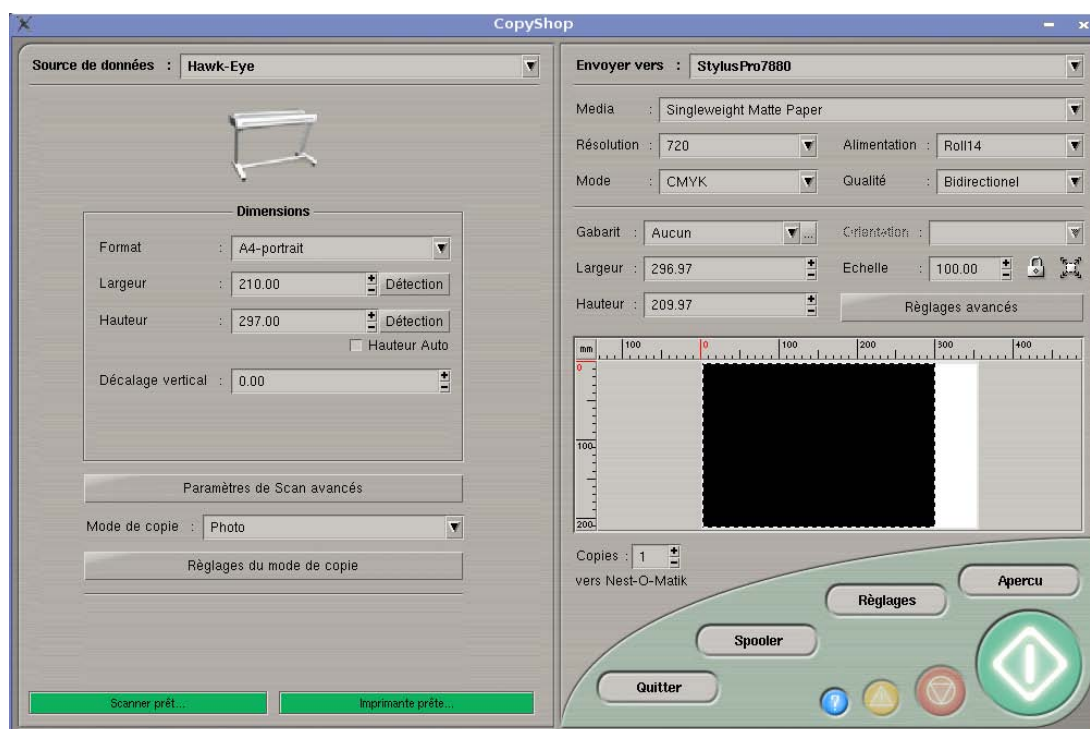 CopyShop
Source de données : Hawk-Eye
Dimensions
Format : A4-portrait
Largeur : 210.00 Détection
Hauteur : 297.00 Détection
Hauteur Auto
Décalage vertical : 0.00
Paramètres de Scan avancés
Mode de copie : Photo
Règlages du mode de copie
Scanner prêt...
Imprimante prête...
Envoyer vers : StylusPro7880
Media : Singleweight Matte Paper
Résolution : 720 Alimentation : Roll14
Mode : CMYK Qualité : Bidirectionel
Gabarit : Aucun ... Orientation :
Largeur : 296.97 Echelle : 100.00
Hauteur : 209.97 Règlages avancés
mm 100 0 100 200 300 400
0
100
200
Copies : 1
vers Nest-O-Matik
Apercu
Règlages
Spooler
Quitter
?